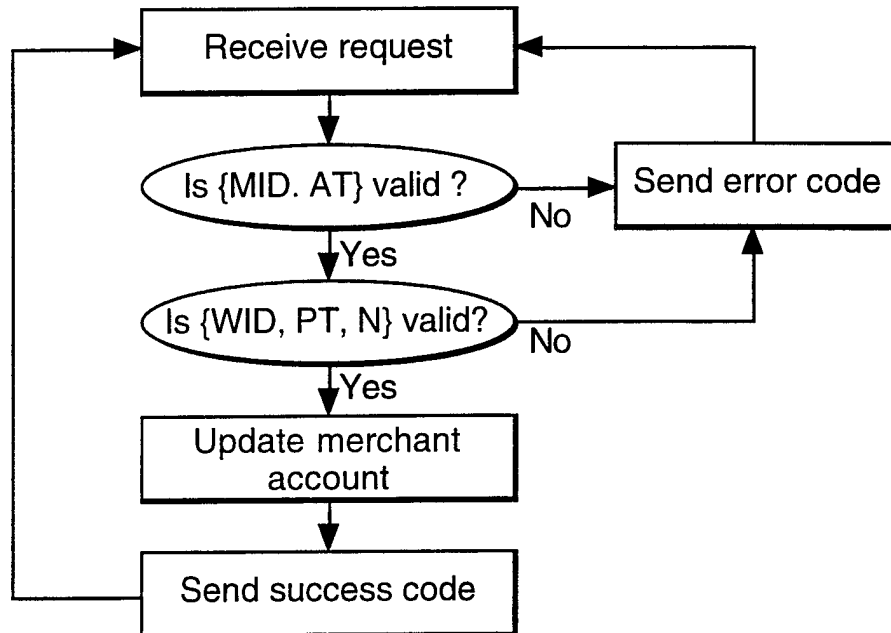 Receive request
Is {MID. AT} valid ?
No
Send error code
Yes
Is {WID, PT, N} valid?
No
Yes
Update merchant
account
Send success code